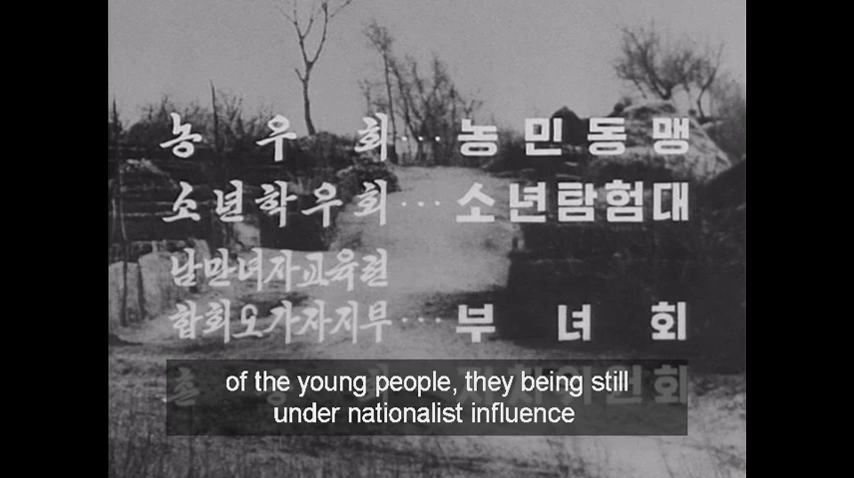 농 우 회 ··· 농 민 동 맹
소년학우회 ··· 소년탐험대
남만녀자교육련
합회오가자지부 ··· 부 녀 회
of the young people, they being still
under nationalist influence